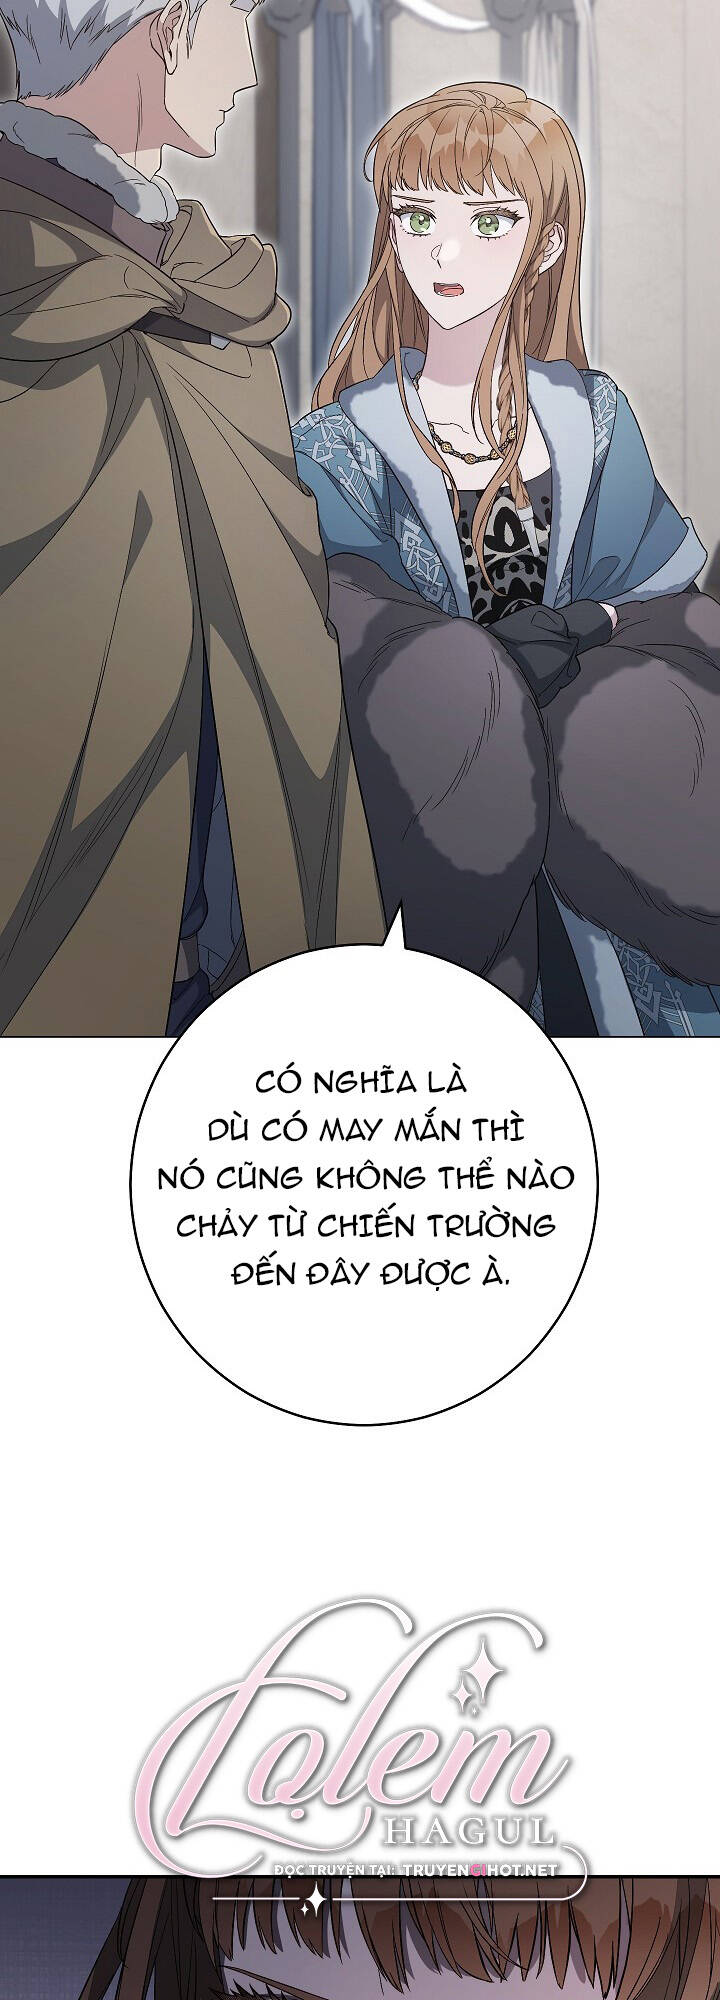 CÓ NGHĨA LÀ
DÙ CÓ MAY MẮN THÌ
NÓ CŨNG KHÔNG THỂ NÀO
CHẢY TỪ CHIẾN TRƯỜNG
ĐẾN ĐÂY ĐƯỢC À.
Lọlem
HAGUL
ĐỌC TRUYỆN TẠI: TRUYENGIHOT.NET